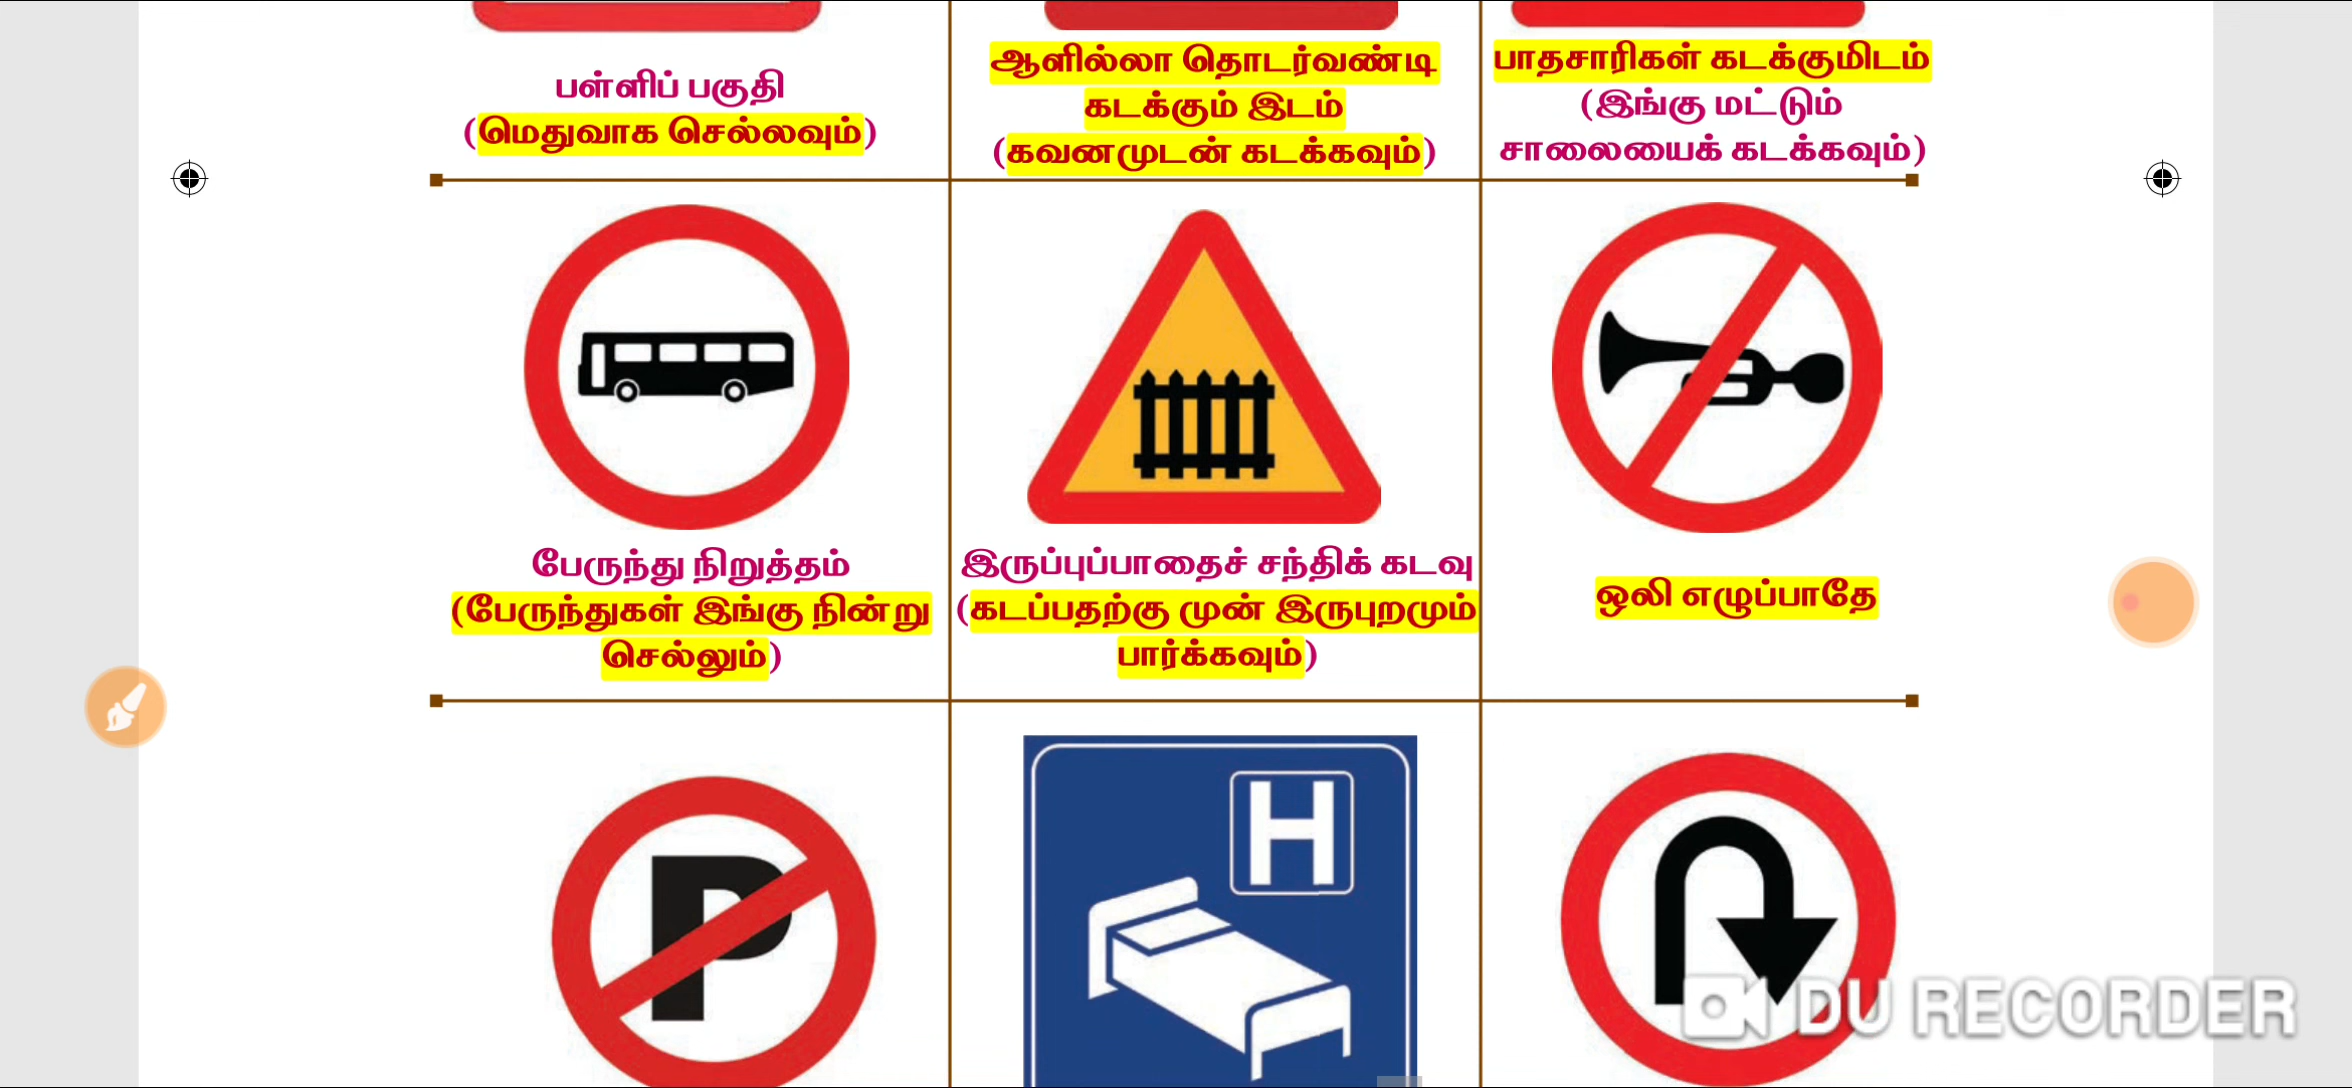 பள்ளிப் பகுதி
(மெதுவாக செல்லவும்)
ஆளில்லா தொடர்வண்டி
கடக்கும் இடம்
(கவனமுடன் கடக்கவும்)
பாதசாரிகள் கடக்குமிடம்
(இங்கு மட்டும்
சாலையைக் கடக்கவும்)
பேருந்து நிறுத்தம்
(பேருந்துகள் இங்கு நின்று
செல்லும்)
இருப்புப்பாதைச் சந்திக் கடவு
(கடப்பதற்கு முன் இருபுறமும்
பார்க்கவும்)
ஒலி எழுப்பாதே
P
H
DU RECORDER